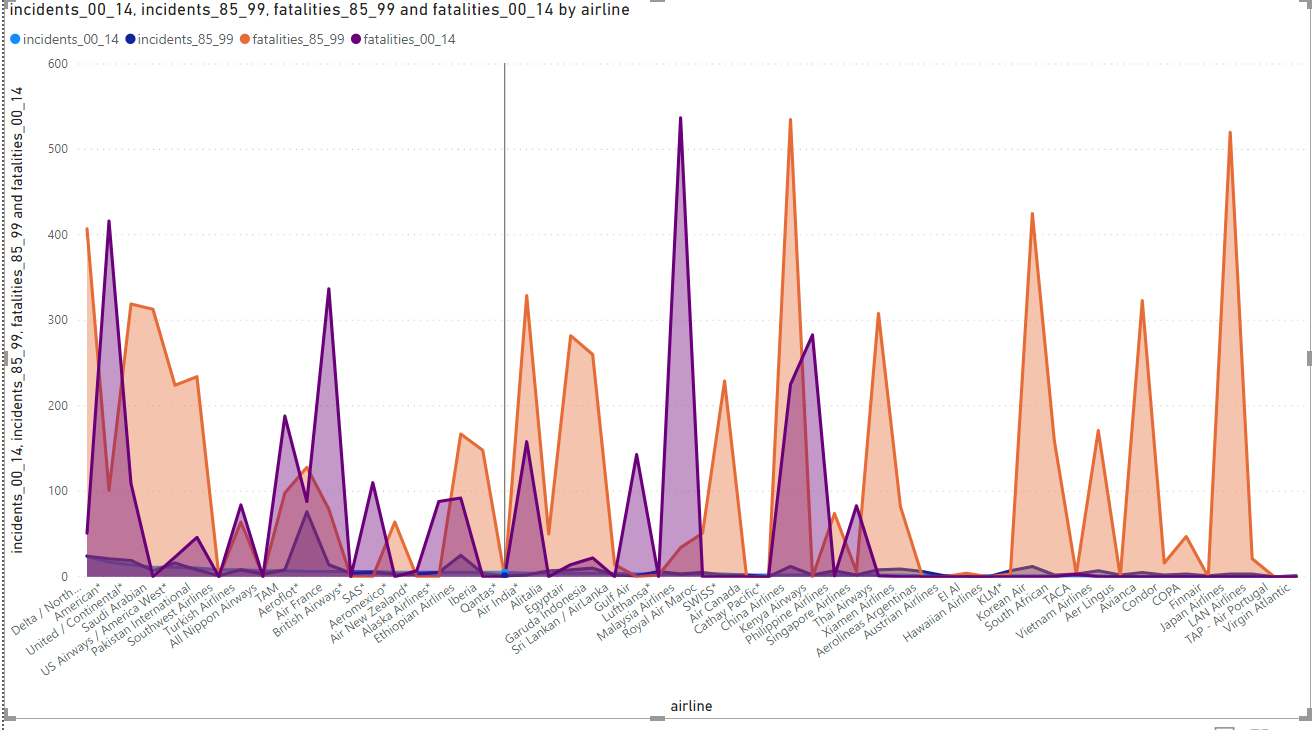 incidents_00_14, incidents_85_99, fatalities_85_99 and fatalities_00_14 by airline
incidents_00_14 incidents_85_99 fatalities_85_99 fatalities_00_14
incidents_00_14, incidents_85_99, fatalities_85_99 and fatalities_00_14
600
500
400
300
200
100
0
Delta / North...
American*
United / Continental*
Saudi Arabian
US Airways / America West*
Pakistan International
Southwest Airlines
Turkish Airlines
All Nippon Airways
TAM
Aeroflot*
Air France
British Airways*
SAS*
Aeromexico*
Air New Zealand*
Alaska Airlines*
Ethiopian Airlines
Iberia
Qantas*
Air India*
Alitalia
Egyptair
Garuda Indonesia
Sri Lankan / AirLanka
Gulf Air
Lufthansa*
Malaysia Airlines
Royal Air Maroc
SWISS*
Air Canada
Cathay Pacific*
China Airlines
Kenya Airways
Philippine Airlines
Singapore Airlines
Thai Airways
Xiamen Airlines
Aerolineas Argentinas
Austrian Airlines
El Al
Hawaiian Airlines
KLM*
Korean Air
South African
TACA
Vietnam Airlines
Aer Lingus
Avianca
Condor
COPA
Finnair
Japan Airlines
LAN Airlines
TAP - Air Portugal
Virgin Atlantic
airline